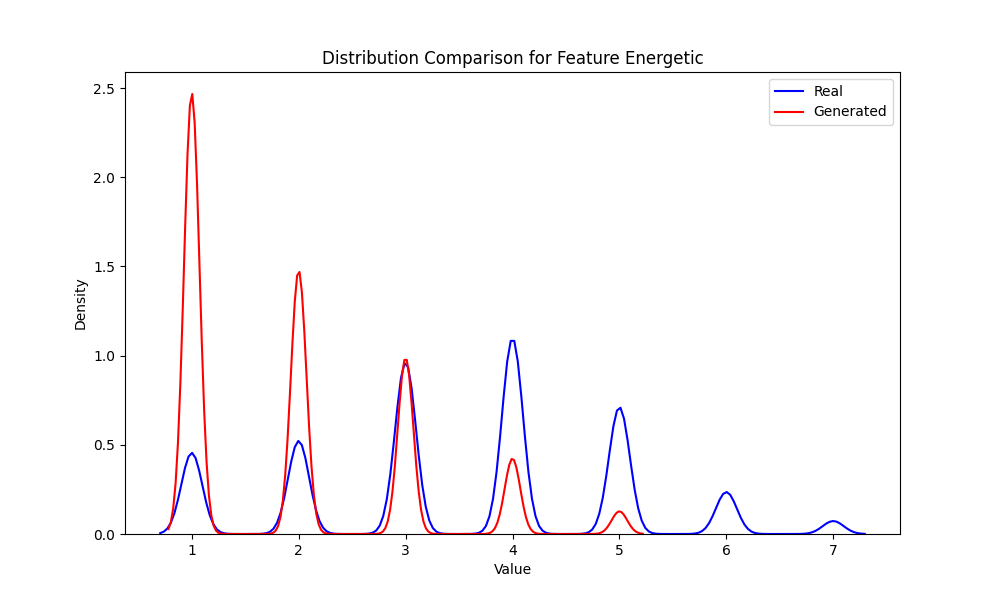 Distribution Comparison for Feature Energetic
Real
Generated
2.5
2.0
1.5
1.0
0.5
0.0
Density
1 2 3 4 5 6 7
Value